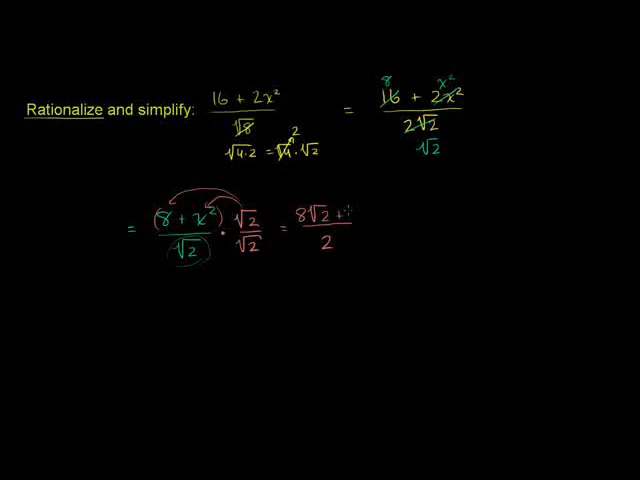 Rationalize and simplify: (16 + 2x²)/√8 = (16 + 2x²)/(2√2)
8 x²
√4·2 = √4·√2
2
√2
= (8 + x²)/√2 · √2/√2 = (8√2 +)/2